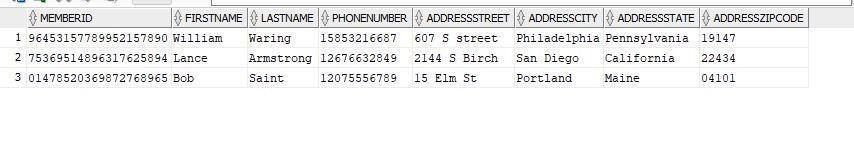 MEMBERID FIRSTNAME LASTNAME PHONENUMBER ADDRESSSTREET ADDRESSCITY ADDRESSSTATE ADDRESSZIPCODE
1 96453157789952157890 William Waring 15853216687 607 S street Philadelphia Pennsylvania 19147
2 75369514896317625894 Lance Armstrong 12676632849 2144 S Birch San Diego California 22434
3 01478520369872768965 Bob Saint 12075556789 15 Elm St Portland Maine 04101